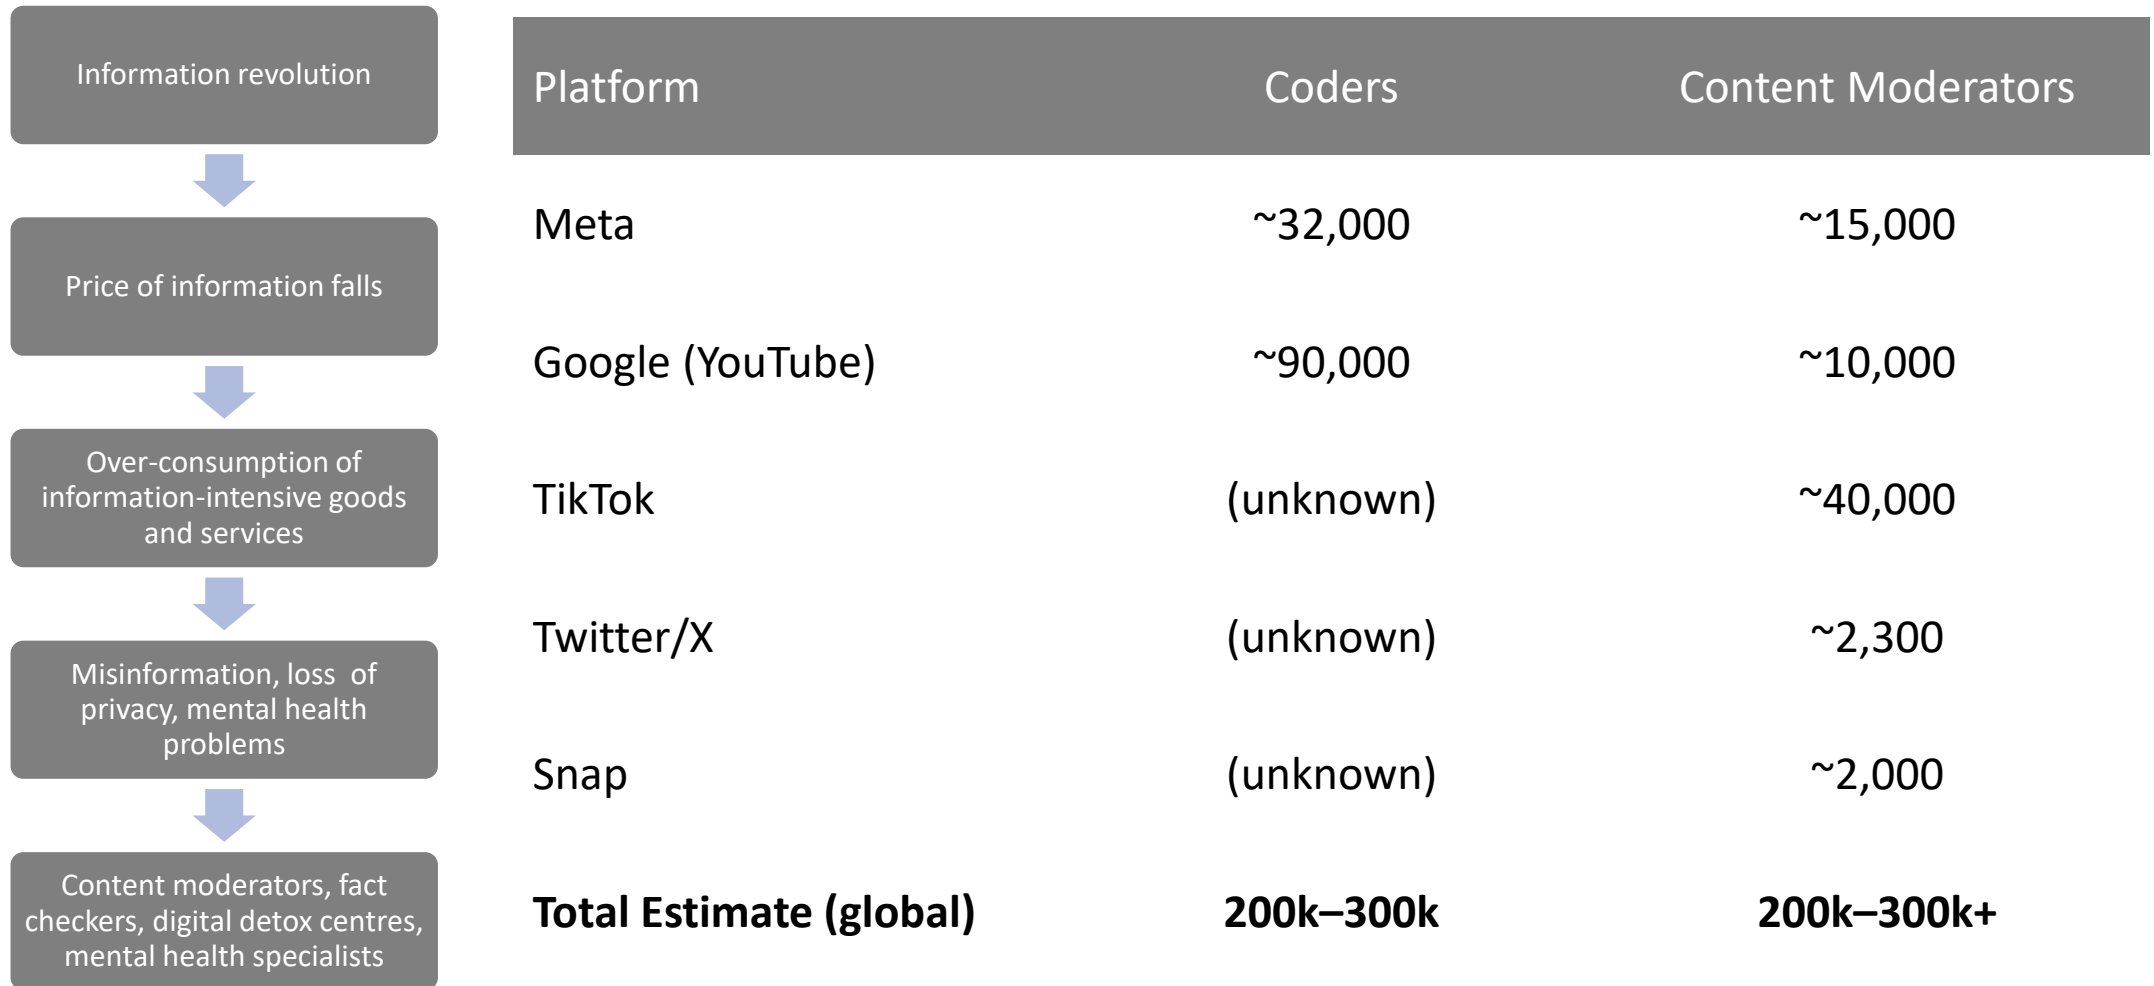 Information revolution
Price of information falls
Over-consumption of
information-intensive goods
and services
Misinformation, loss  of
privacy, mental health
problems
Content moderators, fact
checkers, digital detox centres,
mental health specialists
Platform Coders Content Moderators
Meta ~32,000 ~15,000
Google (YouTube) ~90,000 ~10,000
TikTok (unknown) ~40,000
Twitter/X (unknown) ~2,300
Snap (unknown) ~2,000
Total Estimate (global) 200k–300k 200k–300k+